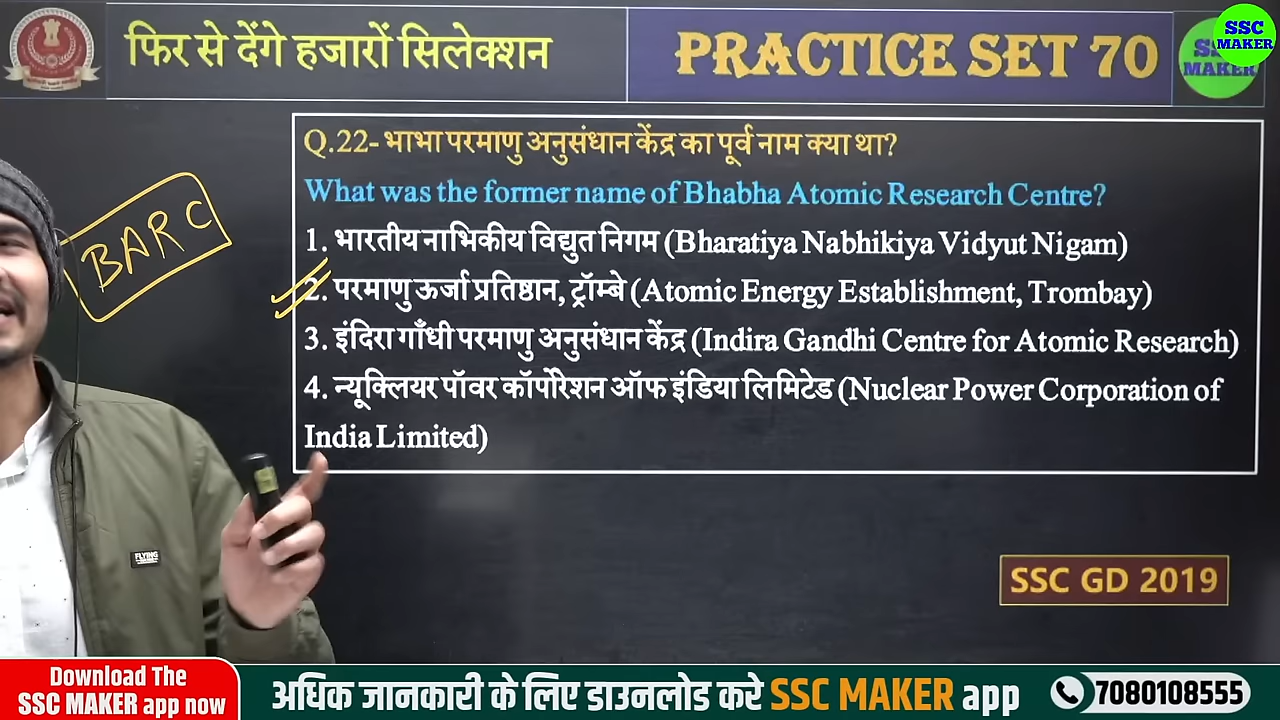 फिर से देंगे हजारों सिलेक्शन
PRACTICE SET 70
SSC
MAKER
MAKER
Q.22- भाभा परमाणु अनुसंधान केंद्र का पूर्व नाम क्या था?
What was the former name of Bhabha Atomic Research Centre?
BARC
1. भारतीय नाभिकीय विद्युत निगम (Bharatiya Nabhikiya Vidyut Nigam)
2. परमाणु ऊर्जा प्रतिष्ठान, ट्रॉम्बे (Atomic Energy Establishment, Trombay)
3. इंदिरा गाँधी परमाणु अनुसंधान केंद्र (Indira Gandhi Centre for Atomic Research)
4. न्यूक्लियर पॉवर कॉर्पोरेशन ऑफ इंडिया लिमिटेड (Nuclear Power Corporation of
India Limited)
FLYING
SSC GD 2019
Download The
SSC MAKER app now
अधिक जानकारी के लिए डाउनलोड करे SSC MAKER app
7080108555